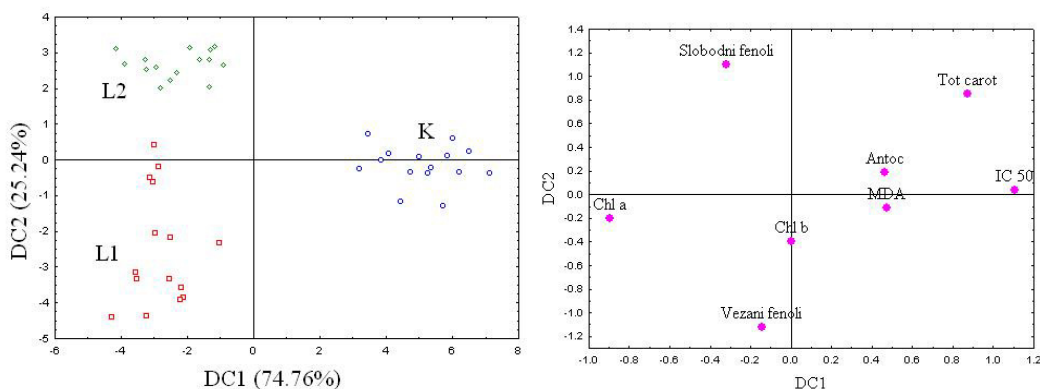 4
3
2
1
0
-1
-2
-3
-4
-5
DC2 (25.24%)
L2
L1
K
-6 -4 -2 0 2 4 6 8
DC1 (74.76%)
1.4
1.2
1.0
0.8
0.6
0.4
0.2
0.0
-0.2
-0.4
-0.6
-0.8
-1.0
-1.2
DC2
Slobodni fenoli
Tot carot
Antoc
IC 50
MDA
Chl a
Chl b
Vezani fenoli
-1.0 -0.8 -0.6 -0.4 -0.2 0.0 0.2 0.4 0.6 0.8 1.0 1.2
DC1